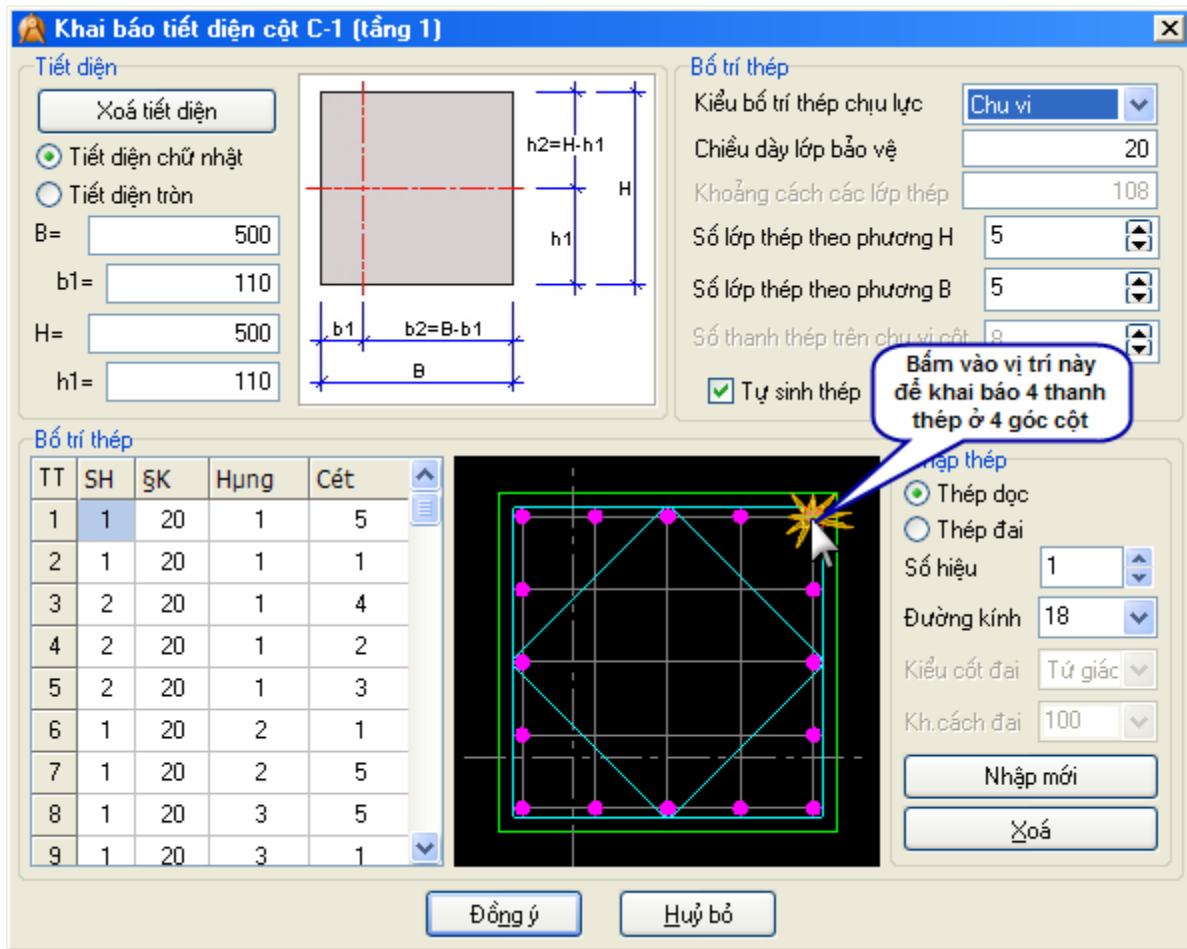 Khai báo tiết diện cột C-1 (tầng 1)
Tiết diện
Xoá tiết diện
Tiết diện chữ nhật
Tiết diện tròn
B= 500
b1= 110
H= 500
h1= 110
h2=H-h1
H
h1
b1 b2=B-b1
B
Bố trí thép
Kiểu bố trí thép chịu lực Chu vi
Chiều dày lớp bảo vệ 20
Khoảng cách các lớp thép 108
Số lớp thép theo phương H 5
Số lớp thép theo phương B 5
Số thanh thép trên chu vi cột 8
Tự sinh thép
Bấm vào vị trí này
để khai báo 4 thanh
thép ở 4 góc cột
Bố trí thép
TT SH §K Hµng Cét
1 1 20 1 5
2 1 20 1 1
3 2 20 1 4
4 2 20 1 2
5 2 20 1 3
6 1 20 2 1
7 1 20 2 5
8 1 20 3 5
9 1 20 3 1
thép
Thép dọc
Thép đai
Số hiệu 1
Đường kính 18
Kiểu cốt đai Tứ giác
Kh.cách đai 100
Nhập mới
Xoá
Đồng ý Huỷ bỏ